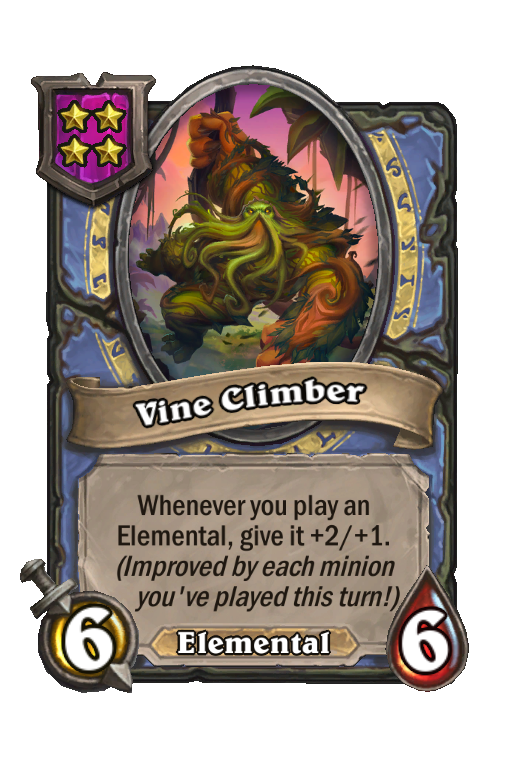 Vine Climber
Whenever you play an
Elemental, give it +2/+1.
(Improved by each minion
you've played this turn!)
Elemental
6
6